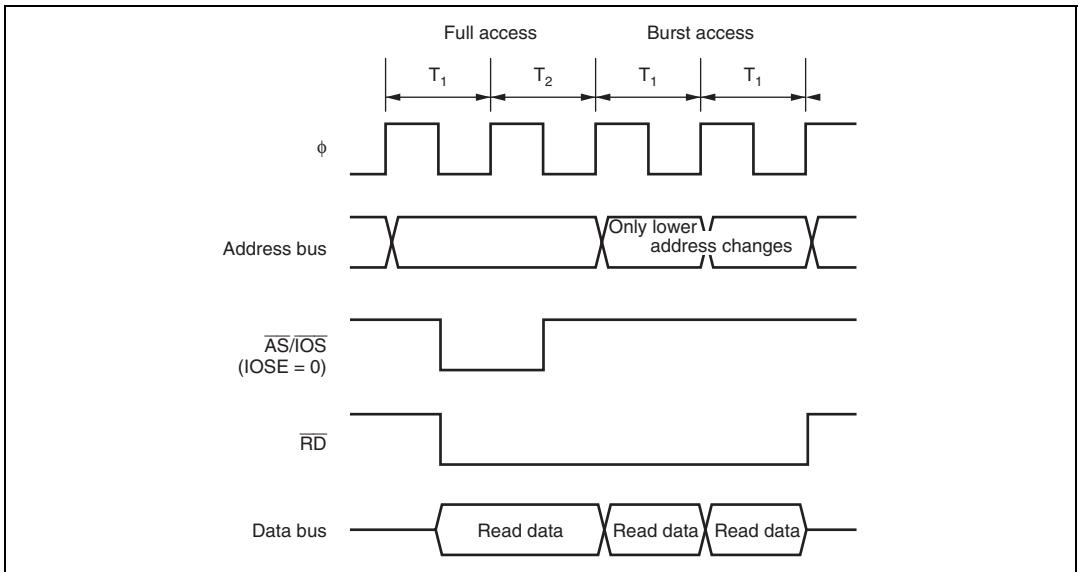 Full access Burst access
T1 T2 T1 T1
φ
Address bus
Only lower
address changes
AS/IOS
(IOSE = 0)
RD
Data bus
Read data Read data Read data